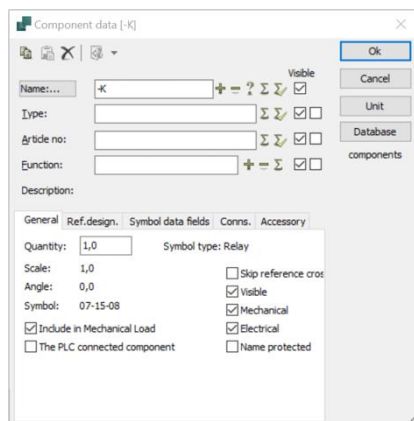 Component data [-K]
Ok
Visible
Name:...
-K
Cancel
Type:
Unit
Article no:
Database
Function:
components
Description:
General Ref.design. Symbol data fields Conns. Accessory
Quantity: 1,0 Symbol type: Relay
Scale: 1,0 Skip reference cros
Angle: 0,0 Visible
Symbol: 07-15-08 Mechanical
Include in Mechanical Load Electrical
The PLC connected component Name protected